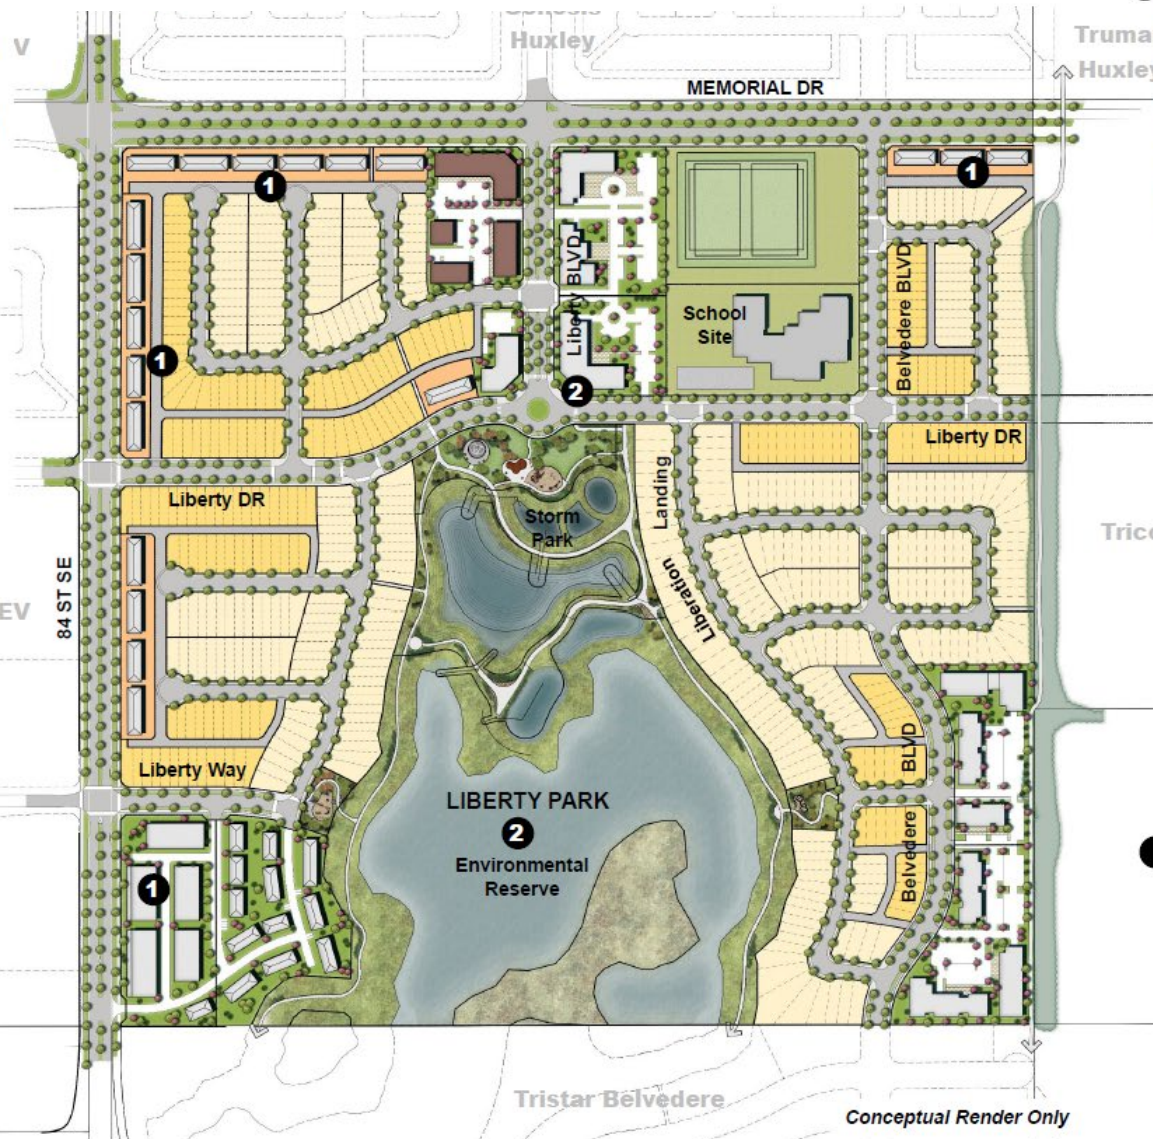 Huxley
Truma
Huxley
V
MEMORIAL DR
1
1
Liberty BLVD
Belvedere BLVD
School
Site
1
2
Liberty DR
Liberty DR
Landing
Liberation
Storm
Park
Trico
84 ST SE
EV
Liberty Way
BLVD
Belvedere
LIBERTY PARK
2
Environmental
Reserve
1
Tristar Belvedere
Conceptual Render Only